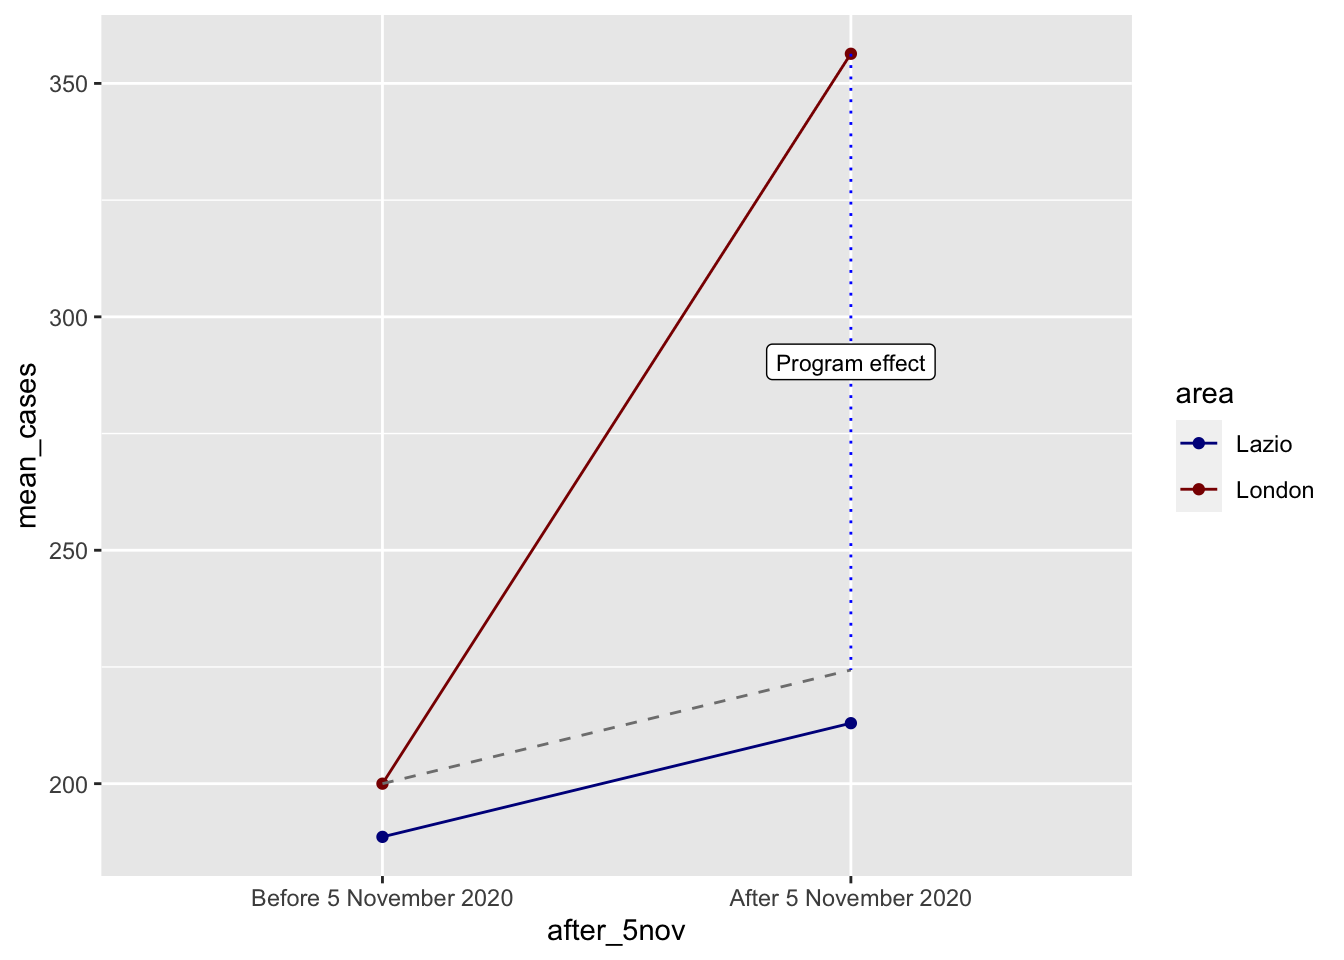 mean_cases
350
300
250
200
Program effect
Before 5 November 2020
After 5 November 2020
after_5nov
area
Lazio
London